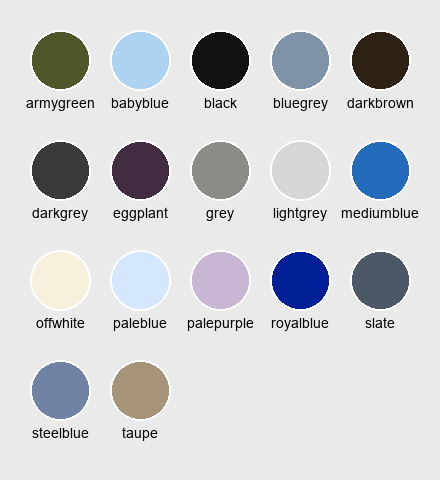 armygreen babyblue black bluegrey darkbrown
darkgrey eggplant grey lightgrey mediumblue
offwhite paleblue palepurple royalblue slate
steelblue taupe